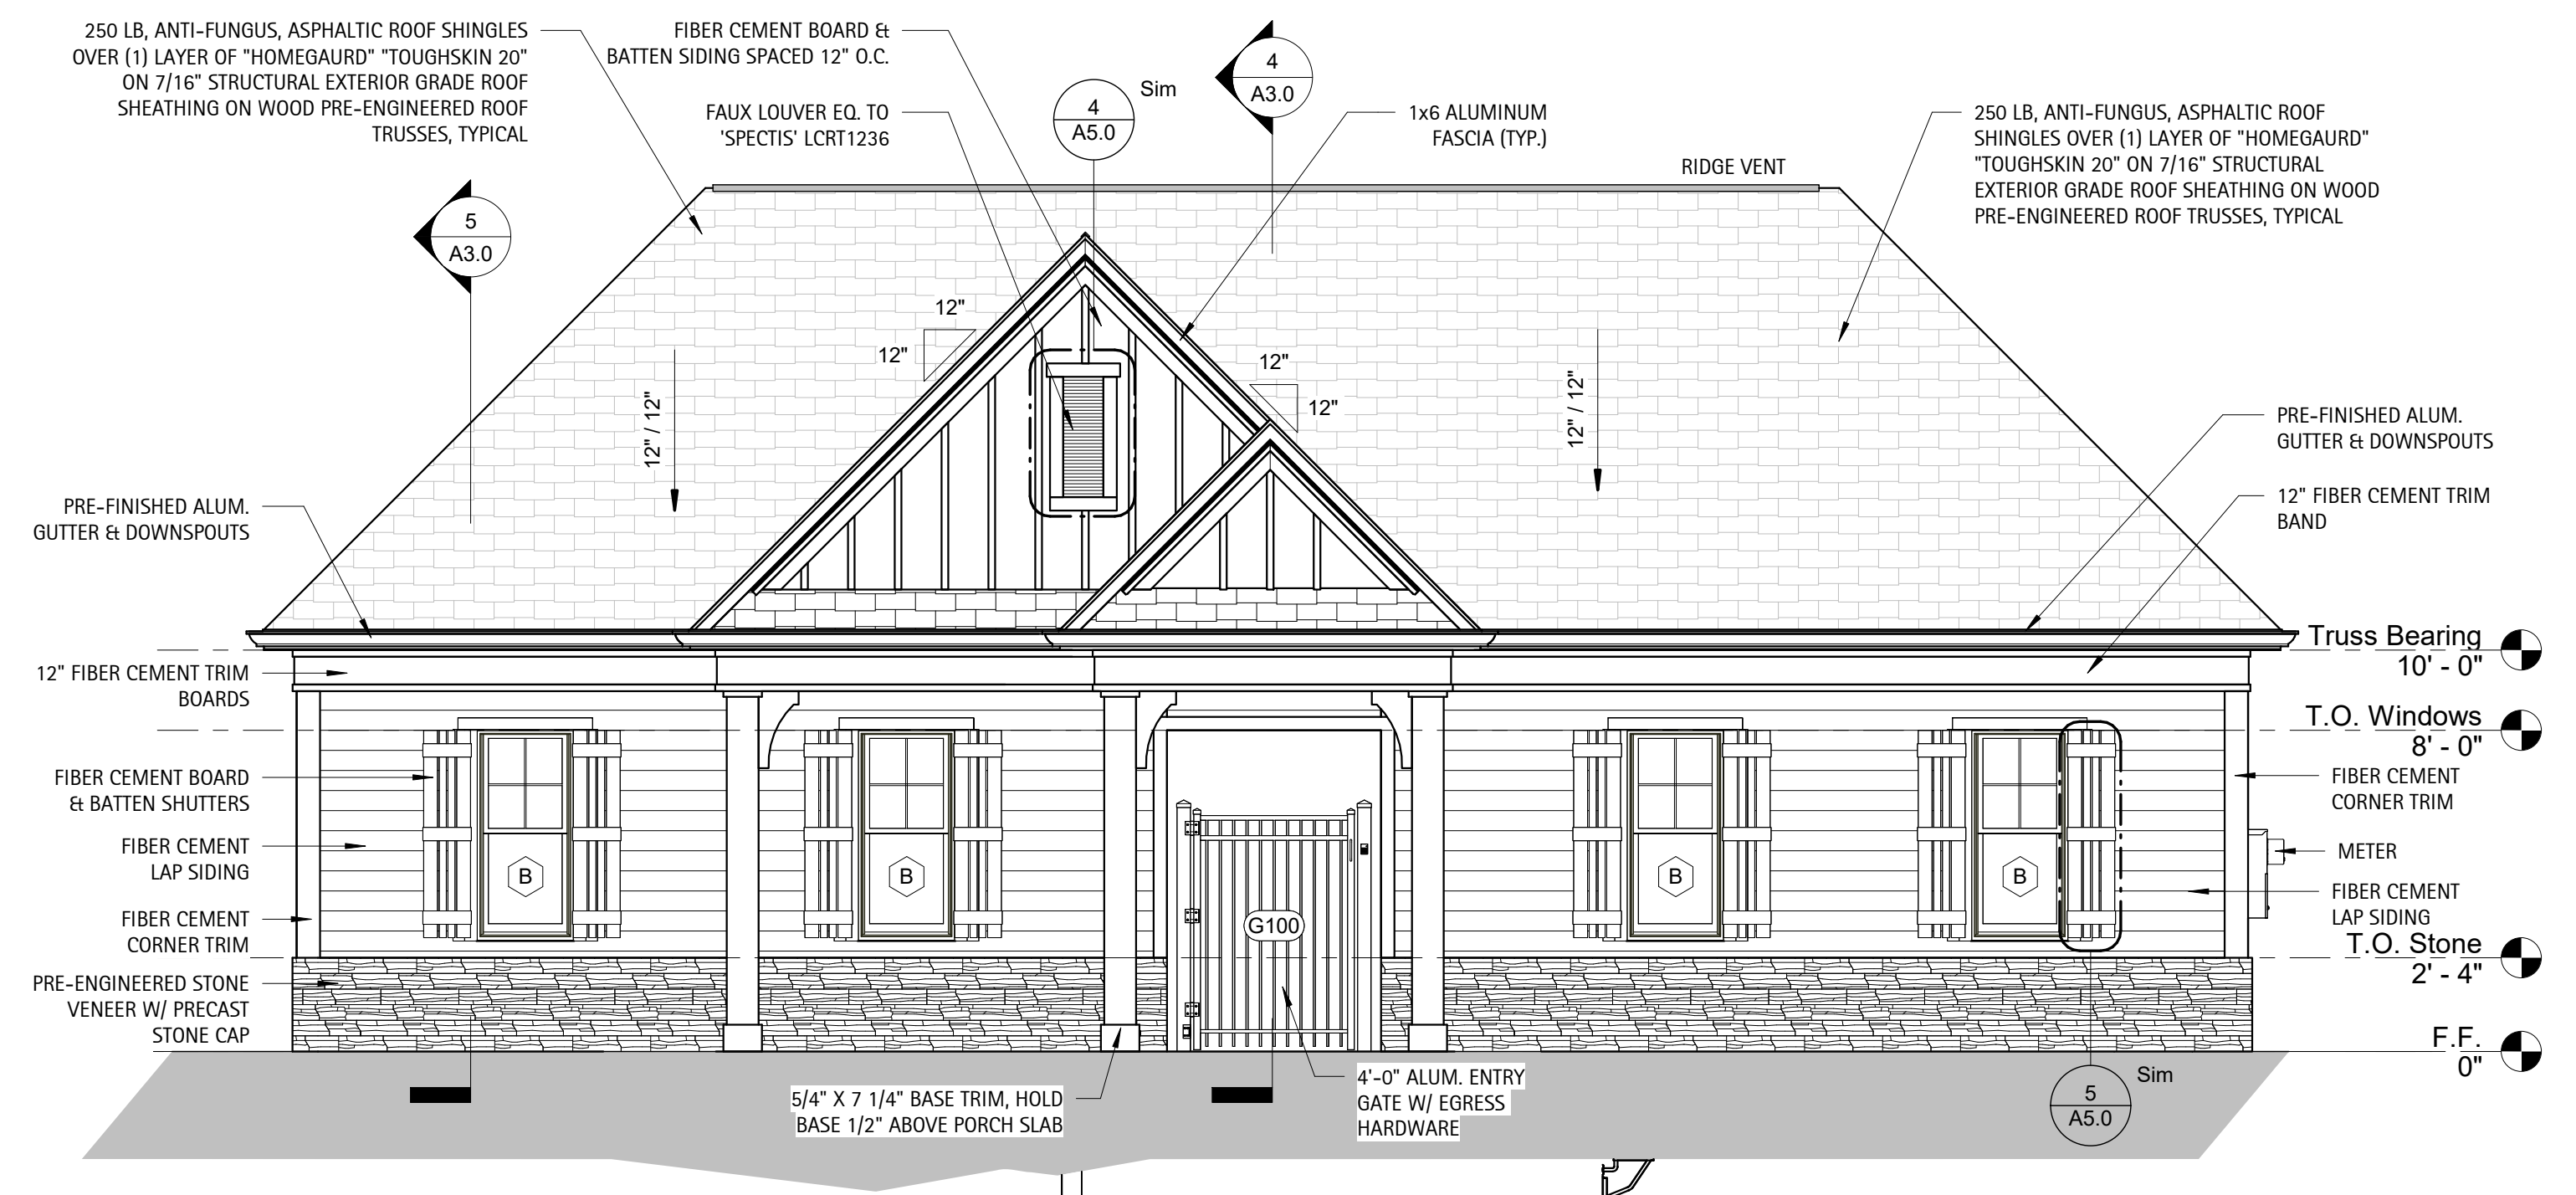 250 LB, ANTI-FUNGUS, ASPHALTIC ROOF SHINGLES
OVER (1) LAYER OF "HOMEGAURD" "TOUGHSKIN 20"
ON 7/16" STRUCTURAL EXTERIOR GRADE ROOF
SHEATHING ON WOOD PRE-ENGINEERED ROOF
TRUSSES, TYPICAL
FIBER CEMENT BOARD &
BATTEN SIDING SPACED 12" O.C.
FAUX LOUVER EQ. TO
'SPECTIS' LCRT1236
4
A5.0
Sim
4
A3.0
1x6 ALUMINUM
FASCIA (TYP.)
RIDGE VENT
250 LB, ANTI-FUNGUS, ASPHALTIC ROOF
SHINGLES OVER (1) LAYER OF "HOMEGAURD"
"TOUGHSKIN 20" ON 7/16" STRUCTURAL
EXTERIOR GRADE ROOF SHEATHING ON WOOD
PRE-ENGINEERED ROOF TRUSSES, TYPICAL
5
A3.0
12"
12"
12"
12"
12" / 12"
12" / 12"
PRE-FINISHED ALUM.
GUTTER & DOWNSPOUTS
12" FIBER CEMENT TRIM
BOARDS
FIBER CEMENT BOARD
& BATTEN SHUTTERS
FIBER CEMENT
LAP SIDING
FIBER CEMENT
CORNER TRIM
PRE-ENGINEERED STONE
VENEER W/ PRECAST
STONE CAP
B
B
G100
B
B
PRE-FINISHED ALUM.
GUTTER & DOWNSPOUTS
12" FIBER CEMENT TRIM
BAND
Truss Bearing
10' - 0"
T.O. Windows
8' - 0"
FIBER CEMENT
CORNER TRIM
METER
FIBER CEMENT
LAP SIDING
T.O. Stone
2' - 4"
F.F.
0"
5/4" X 7 1/4" BASE TRIM, HOLD
BASE 1/2" ABOVE PORCH SLAB
4'-0" ALUM. ENTRY
GATE W/ EGRESS
HARDWARE
5
A5.0
Sim